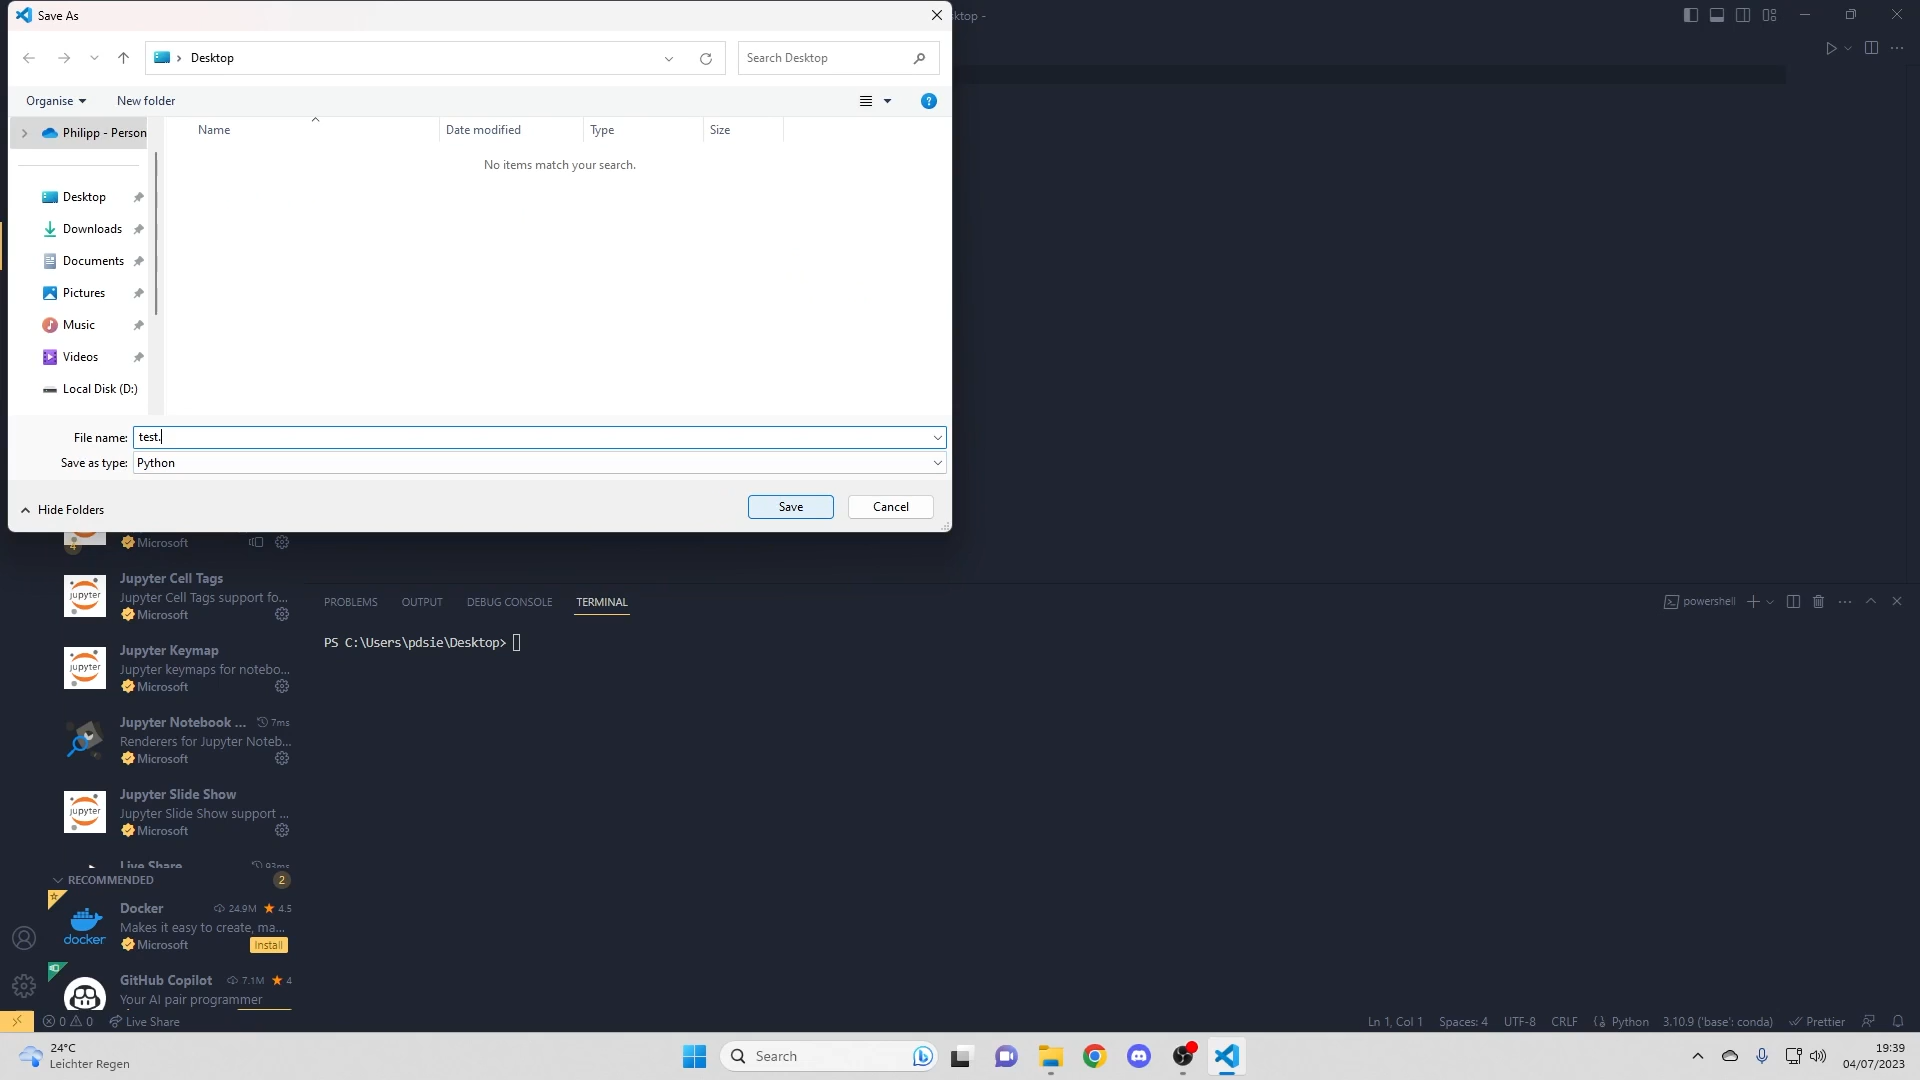 Save As
ktop -
Desktop
Search Desktop
Organise
New folder
?
Philipp - Person
Name
Date modified
Type
Size
No items match your search.
Desktop
Downloads
Documents
Pictures
Music
Videos
Local Disk (D:)
File name:
test.
Save as type:
Python
Hide Folders
Save
Cancel
4
Microsoft
jupyter
Jupyter Cell Tags
Jupyter Cell Tags support fo...
Microsoft
jupyter
Jupyter Keymap
Jupyter keymaps for notebo...
Microsoft
Jupyter Notebook ...
7ms
Renderers for Jupyter Noteb...
Microsoft
jupyter
Jupyter Slide Show
Jupyter Slide Show support ...
Microsoft
Live Share
93ms
RECOMMENDED
2
docker
Docker
24.9M
4.5
Makes it easy to create, ma...
Microsoft
Install
GitHub Copilot
7.1M
4
Your AI pair programmer
PROBLEMS
OUTPUT
DEBUG CONSOLE
TERMINAL
powershell
PS C:\Users\pdsie\Desktop>
0
0
Live Share
Ln 1, Col 1
Spaces: 4
UTF-8
CRLF
Python
3.10.9 ('base': conda)
Prettier
24°C
Leichter Regen
Search
19:39
04/07/2023